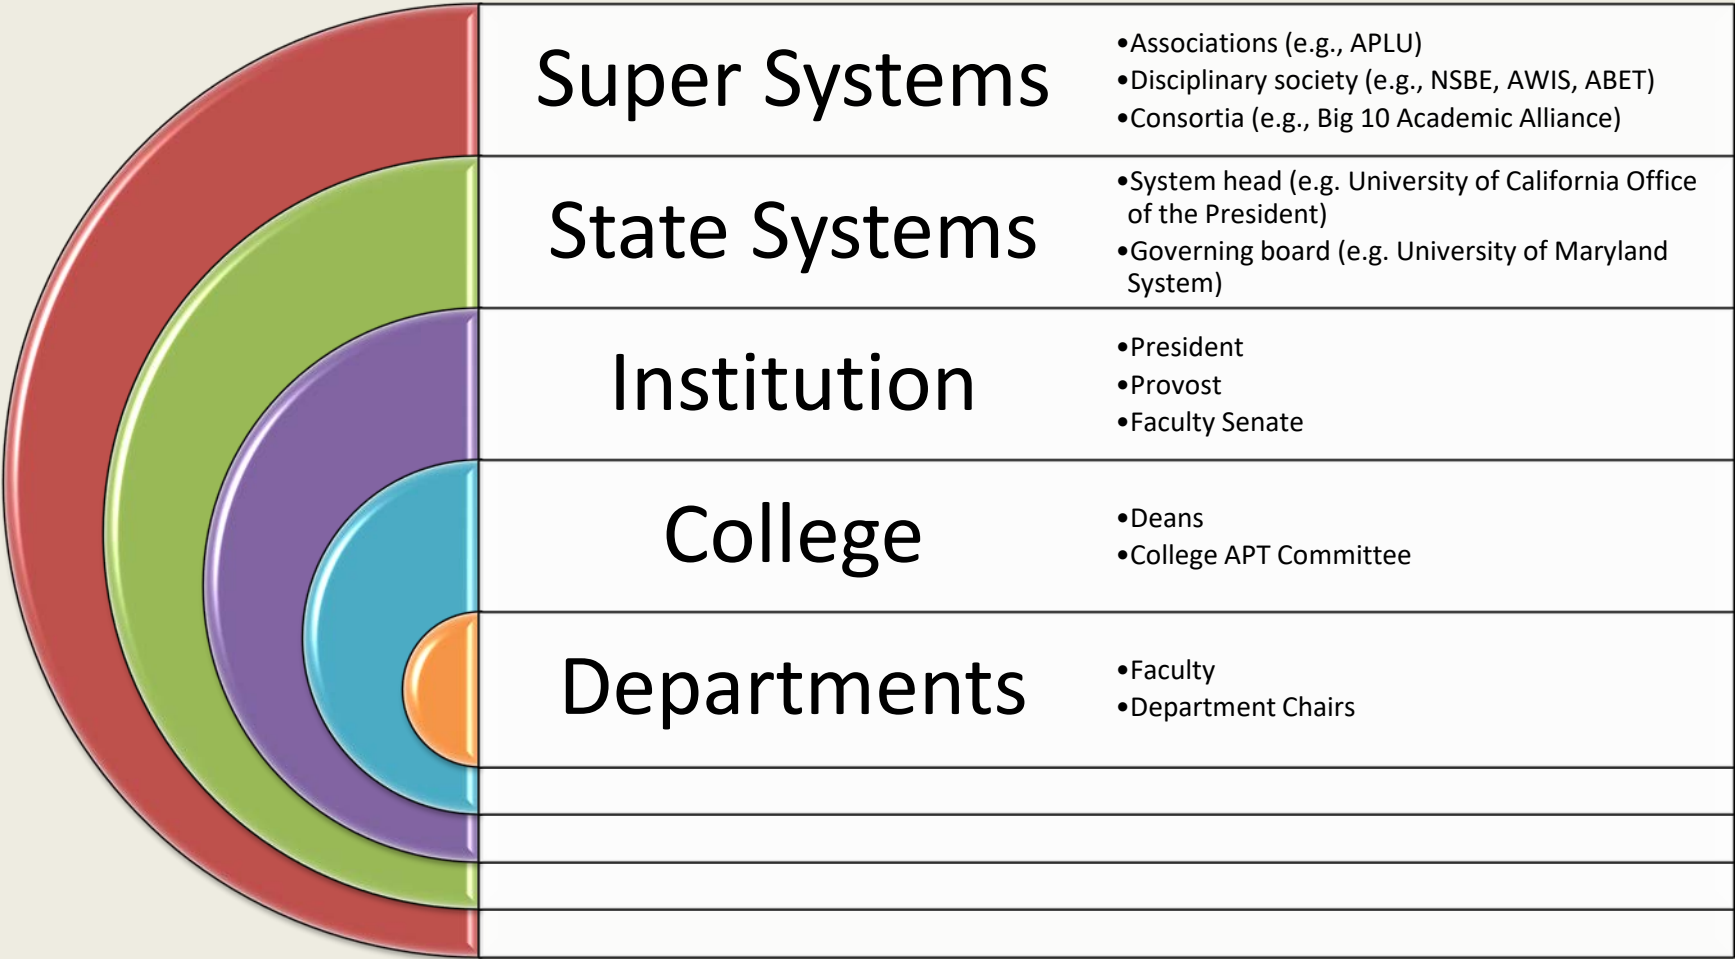 Super Systems
•Associations (e.g., APLU)
•Disciplinary society (e.g., NSBE, AWIS, ABET)
•Consortia (e.g., Big 10 Academic Alliance)
State Systems
•System head (e.g. University of California Office
of the President)
•Governing board (e.g. University of Maryland
System)
Institution
•President
•Provost
•Faculty Senate
College
•Deans
•College APT Committee
Departments
•Faculty
•Department Chairs